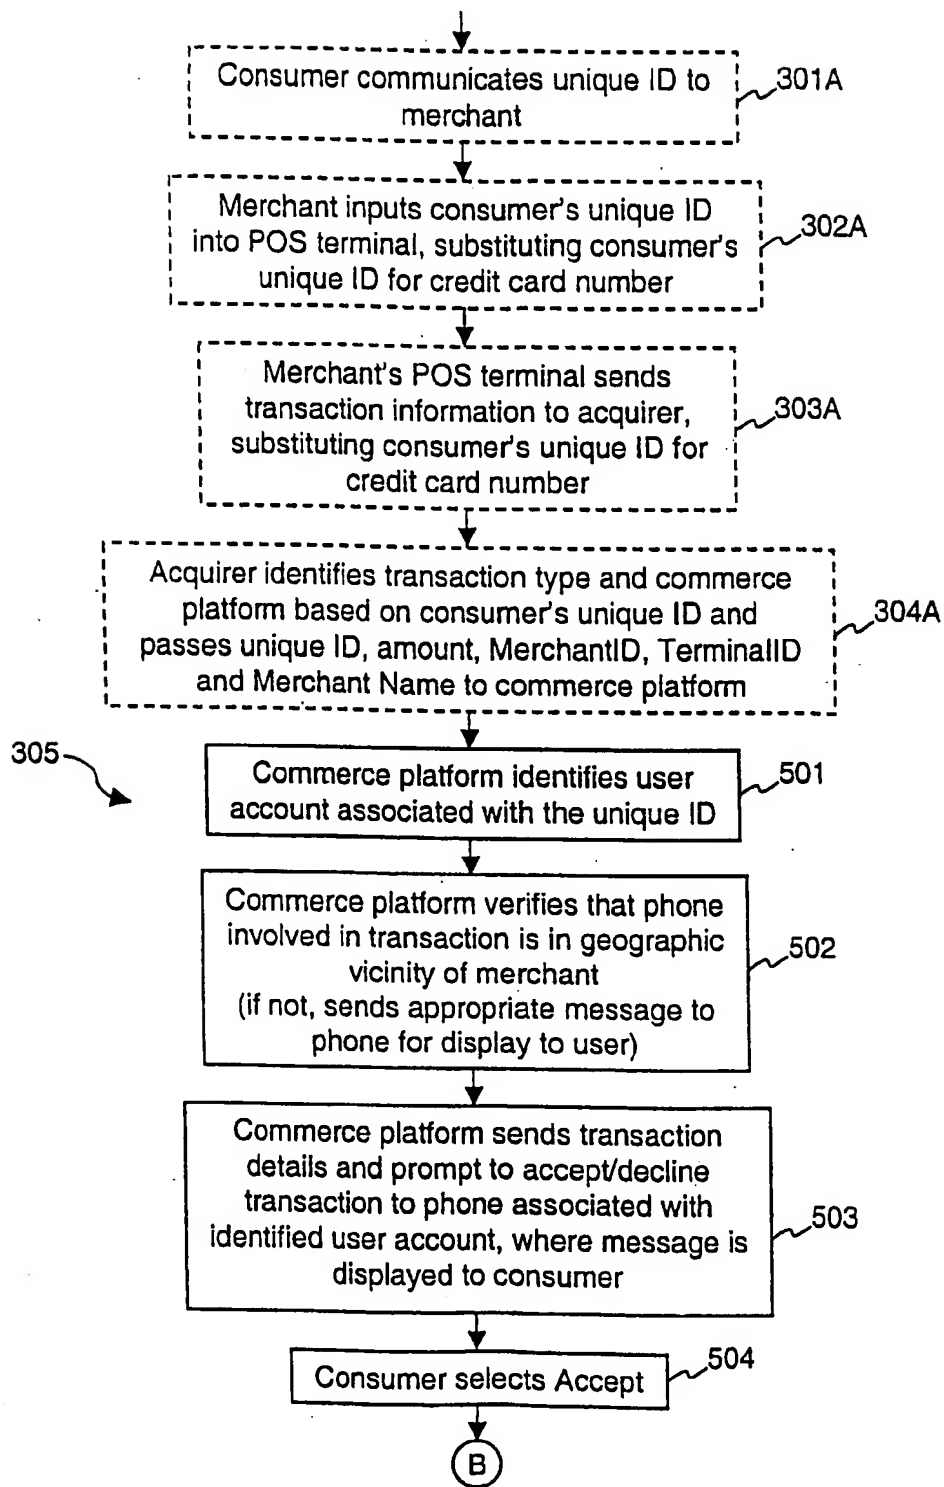 Consumer communicates unique ID to
merchant
301A
Merchant inputs consumer's unique ID
into POS terminal, substituting consumer's
unique ID for credit card number
302A
Merchant's POS terminal sends
transaction information to acquirer,
substituting consumer's unique ID for
credit card number
303A
Acquirer identifies transaction type and commerce
platform based on consumer's unique ID and
passes unique ID, amount, MerchantID, TerminalID
and Merchant Name to commerce platform
304A
305
Commerce platform identifies user
account associated with the unique ID
501
Commerce platform verifies that phone
involved in transaction is in geographic
vicinity of merchant
(if not, sends appropriate message to
phone for display to user)
502
Commerce platform sends transaction
details and prompt to accept/decline
transaction to phone associated with
identified user account, where message is
displayed to consumer
503
Consumer selects Accept
504
B